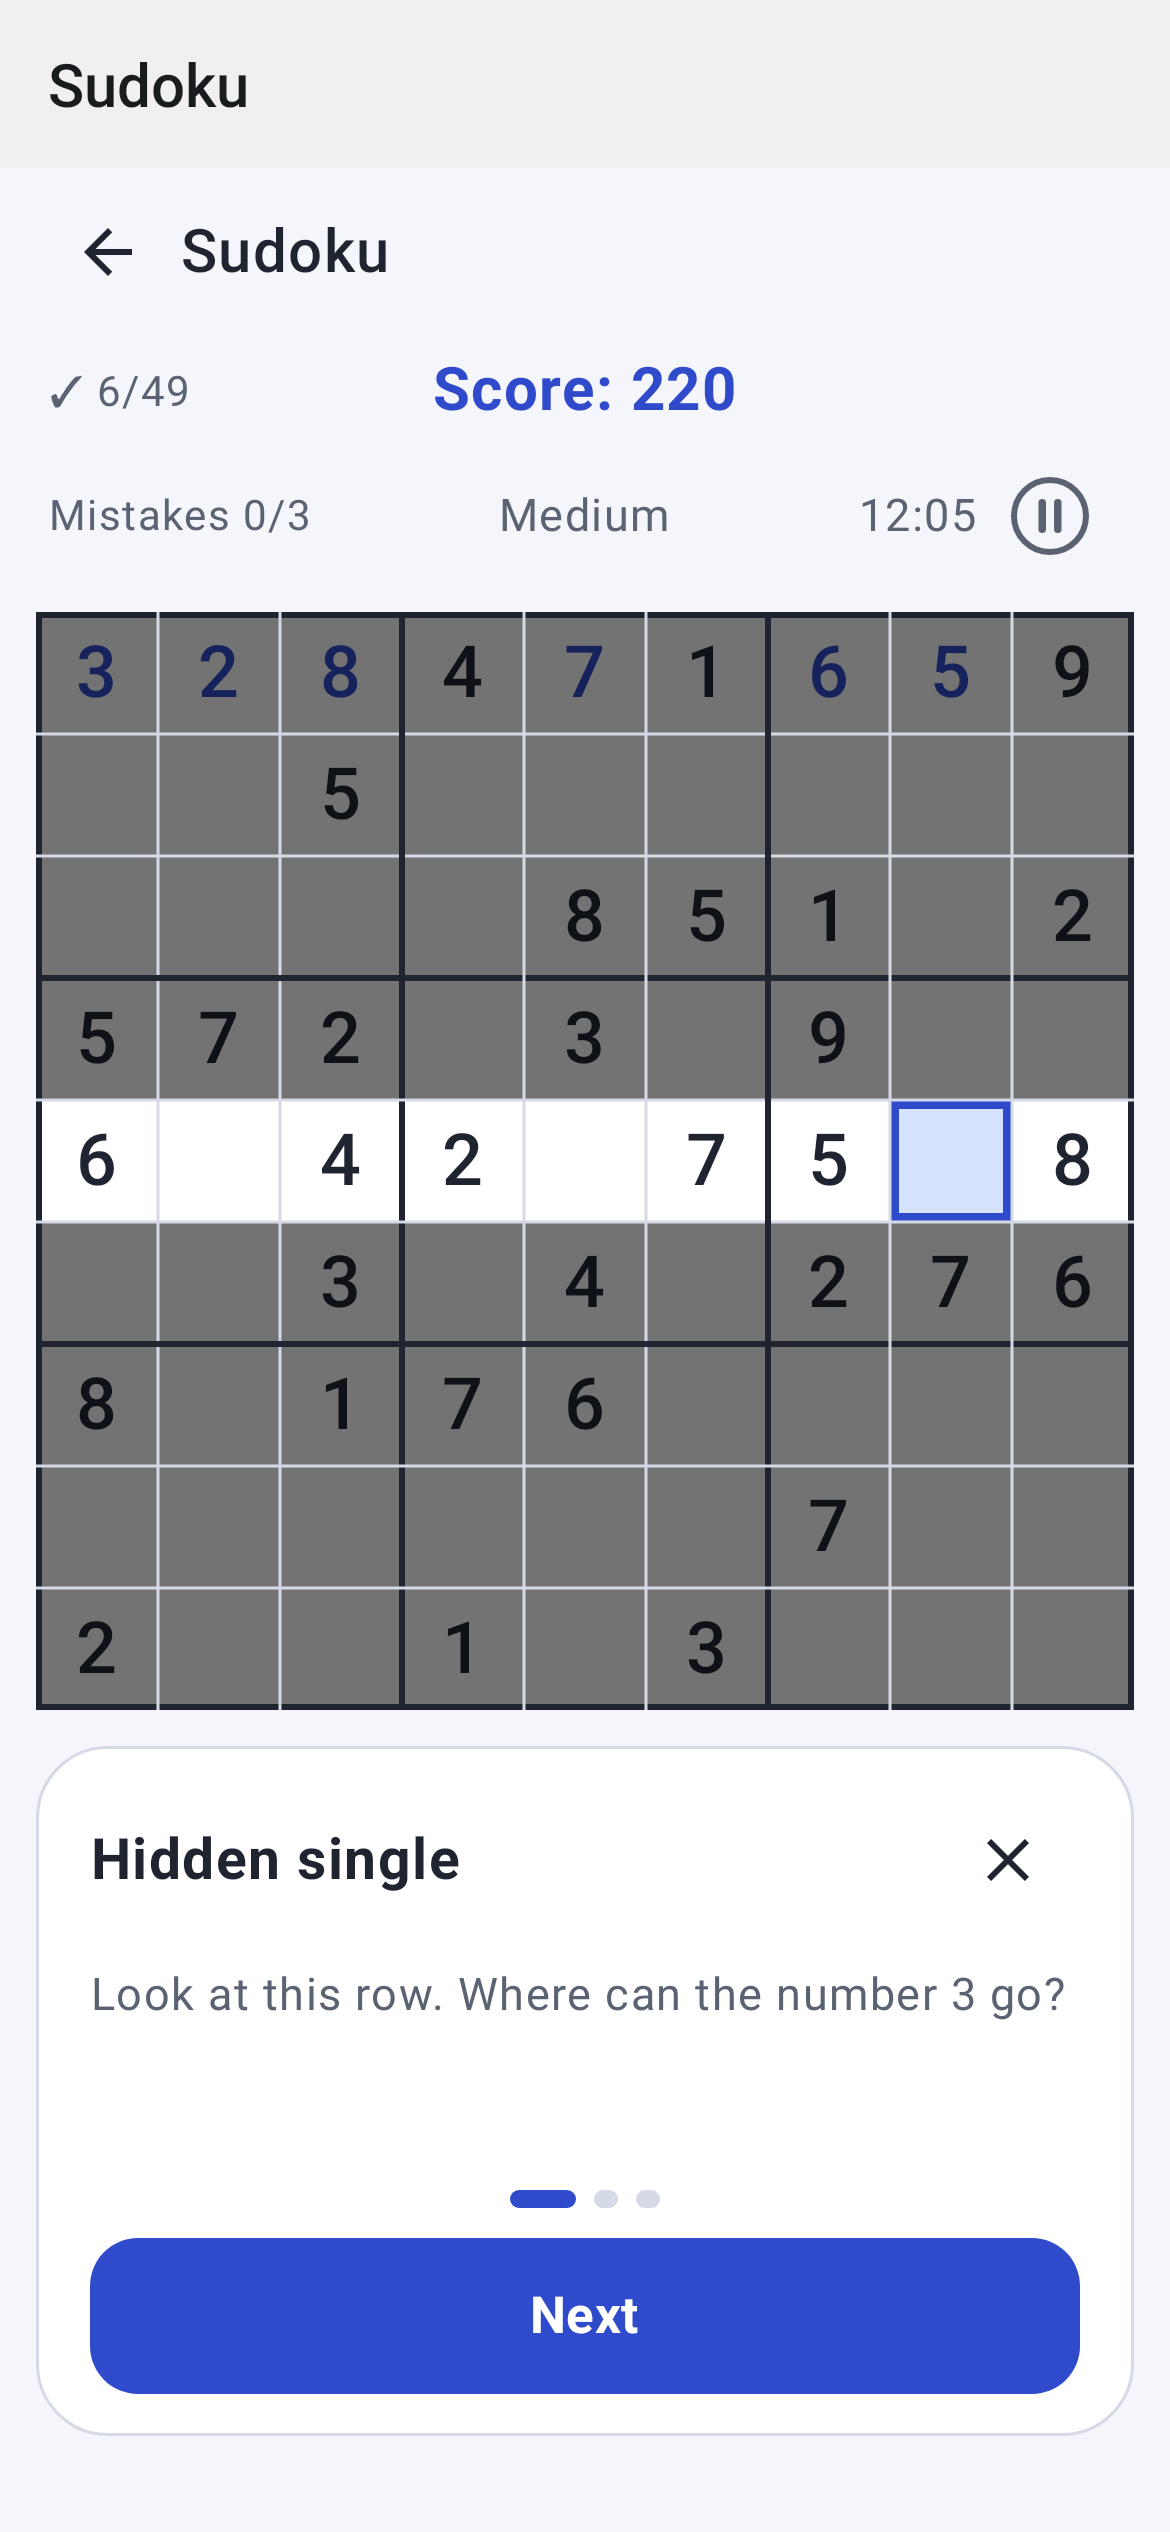 Sudoku
Sudoku
✓ 6/49 Score: 220
Mistakes 0/3 Medium 12:05
3 2 8 4 7 1 6 5 9
5
8 5 1 2
5 7 2 3 9
6 4 2 7 5 8
3 4 2 7 6
8 1 7 6
7
2 1 3
Hidden single
Look at this row. Where can the number 3 go?
Next